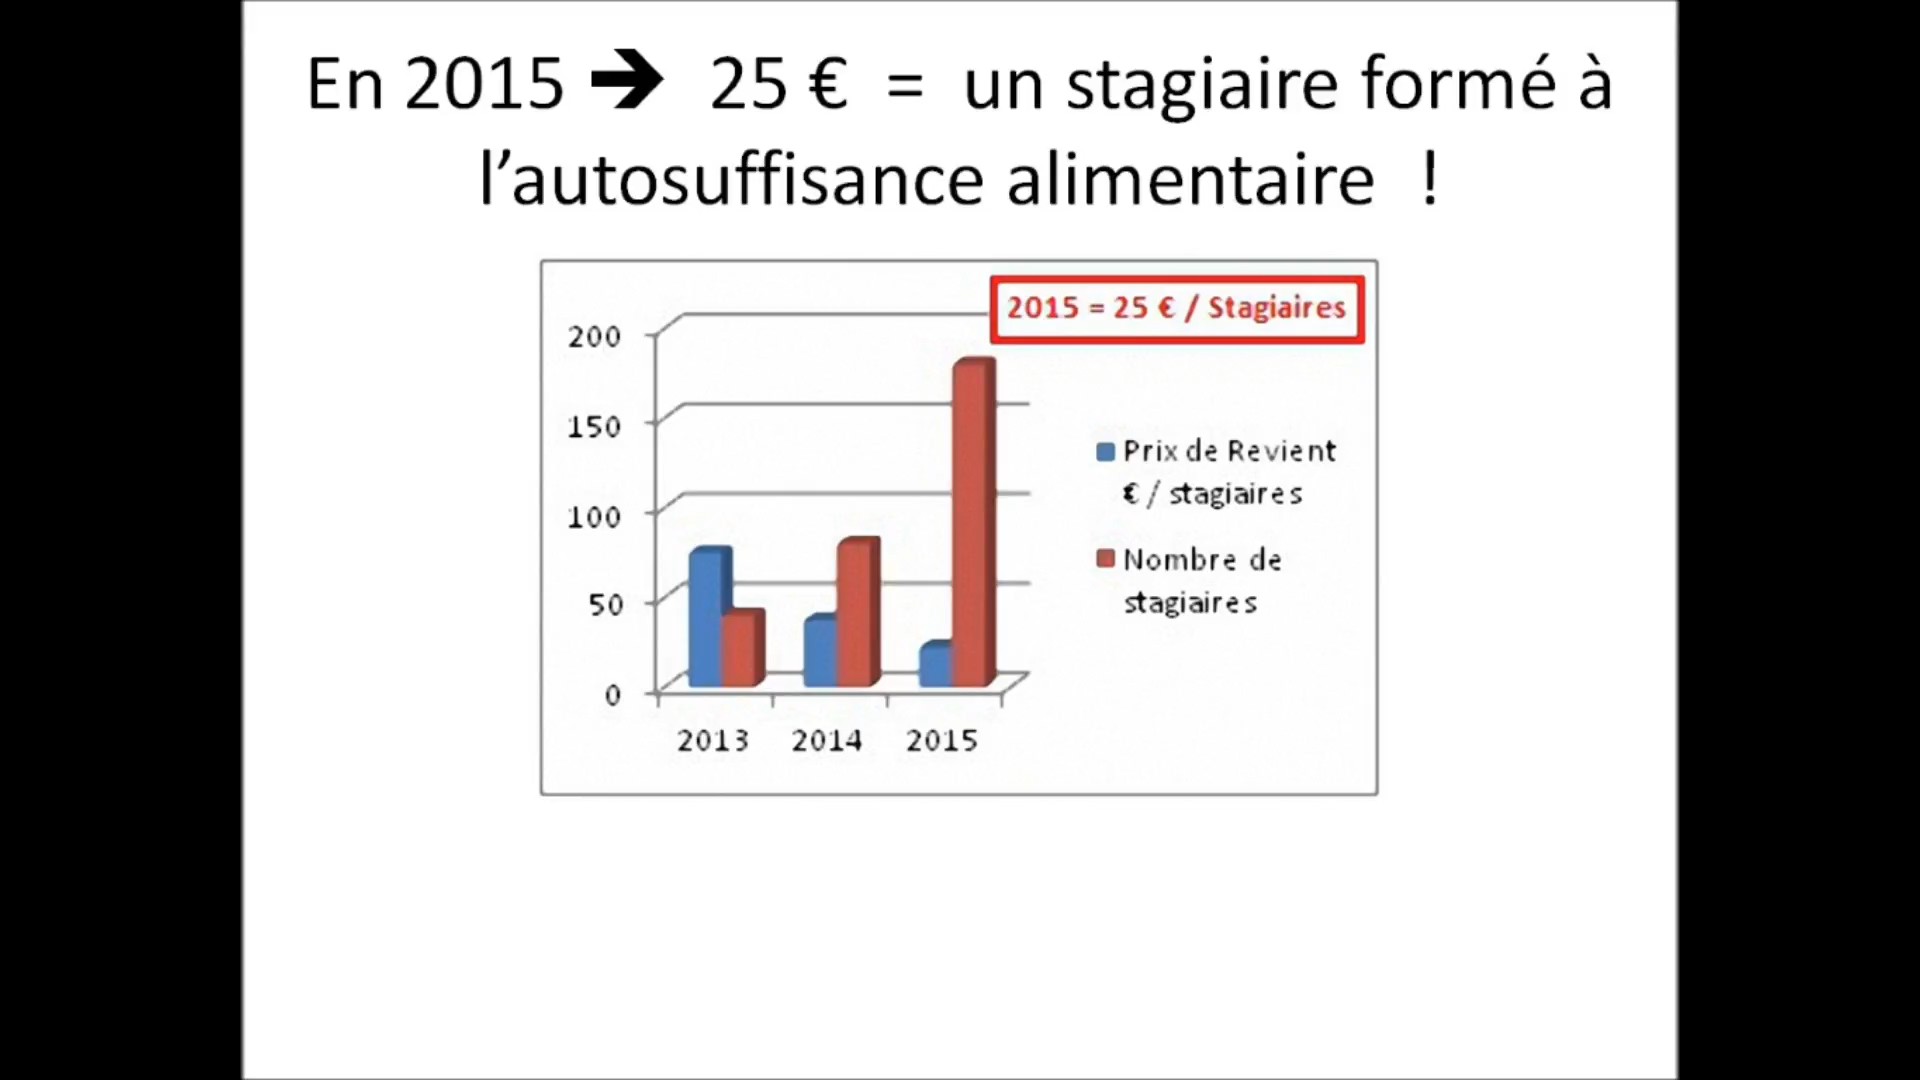 En 2015 ➔ 25 € = un stagiaire formé à
l’autosuffisance alimentaire !
2015 = 25 € / Stagiaires
200
150
100
50
0
2013 2014 2015
Prix de Revient
€ / stagiaires
Nombre de
stagiaires